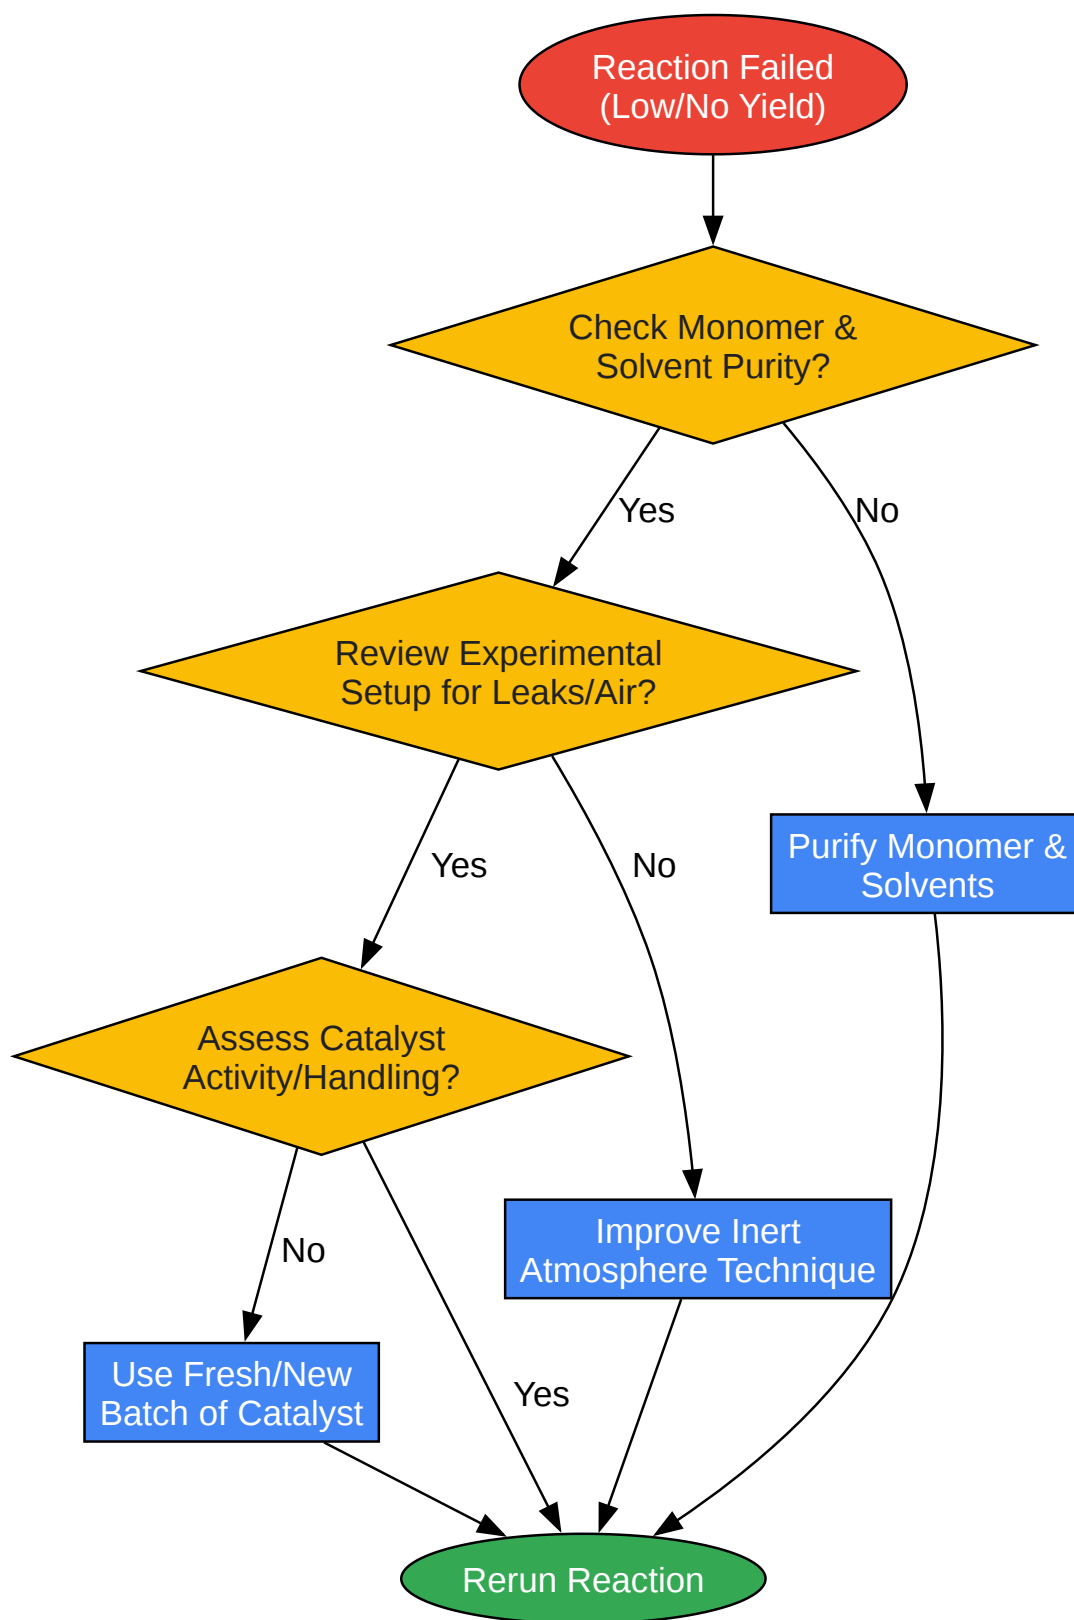 Reaction Failed
(Low/No Yield)
Check Monomer &
Solvent Purity?
Yes
No
Review Experimental
Setup for Leaks/Air?
Yes
No
Purify Monomer &
Solvents
Assess Catalyst
Activity/Handling?
No
Yes
Improve Inert
Atmosphere Technique
Use Fresh/New
Batch of Catalyst
Rerun Reaction